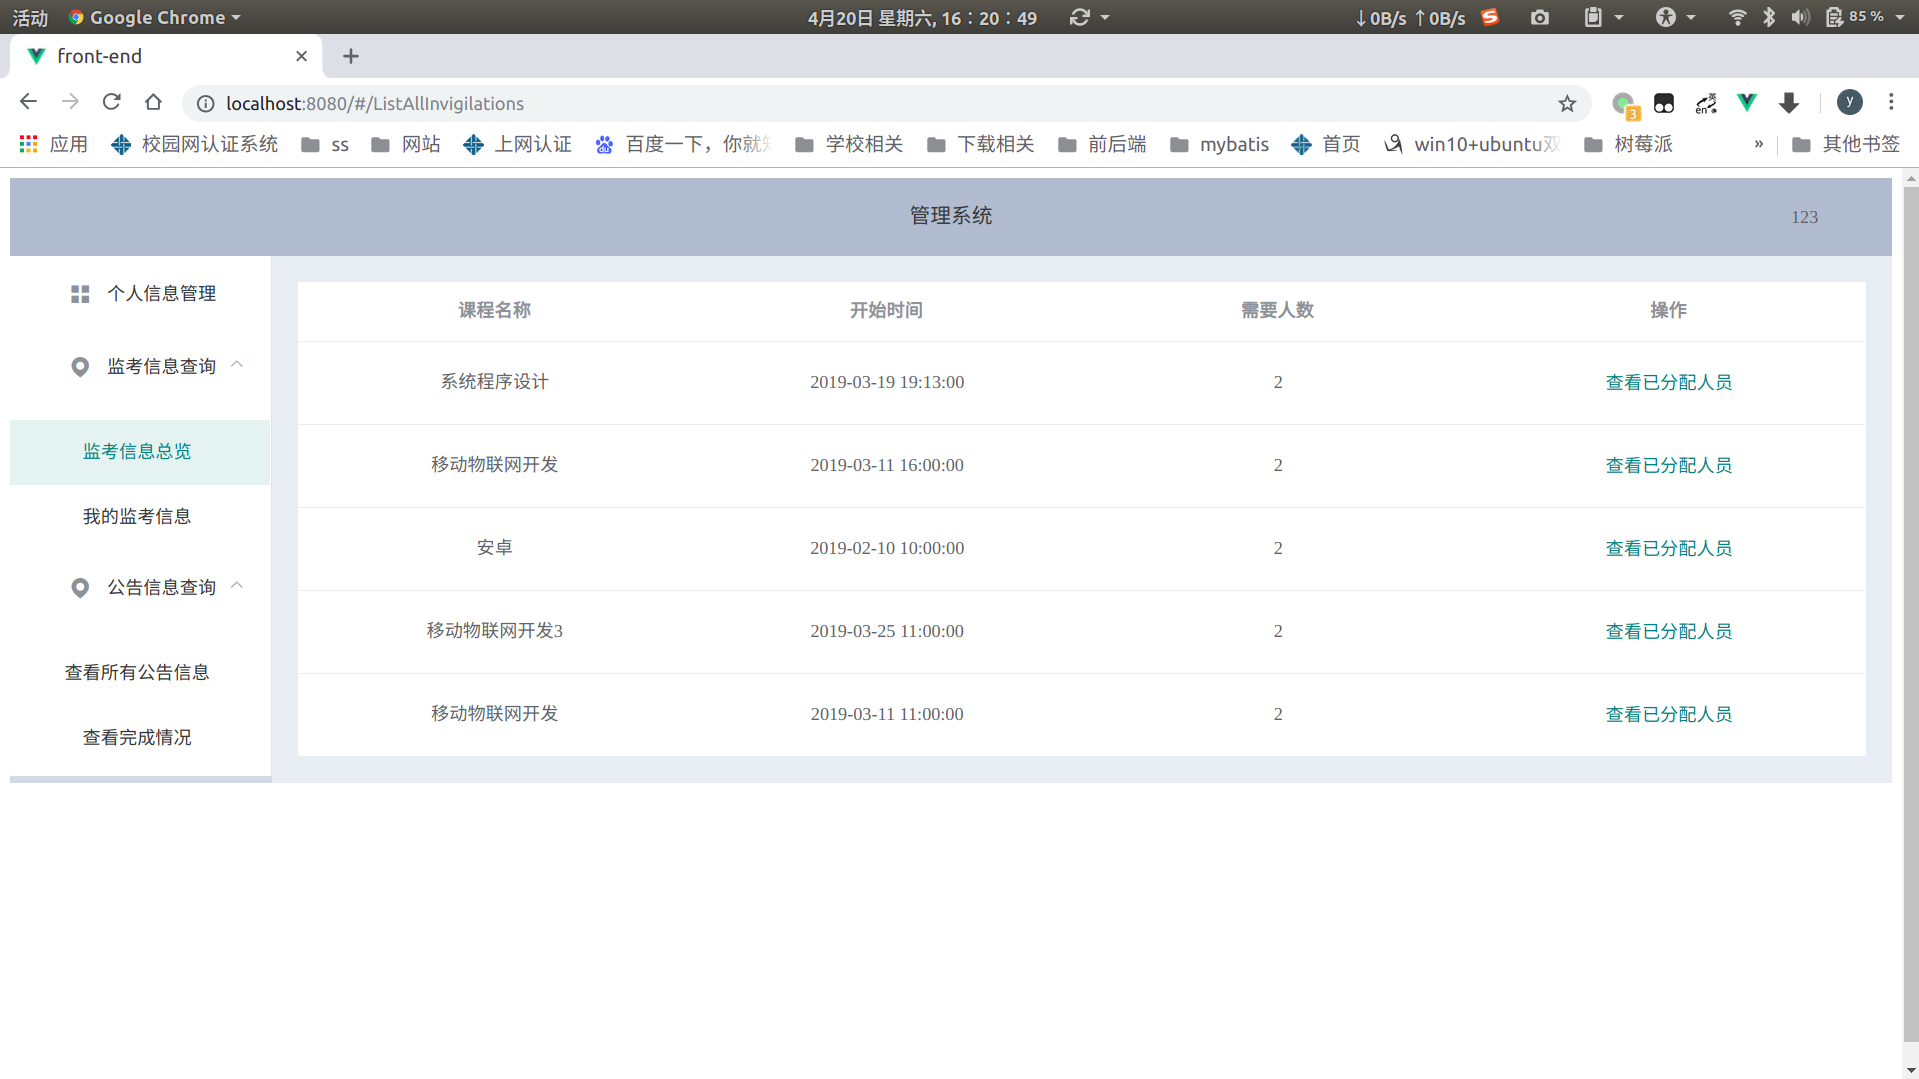 活动 Google Chrome 4月20日 星期六, 16：20：49 ↓0B/s ↑0B/s 85 %
front-end
localhost:8080/#/ListAllInvigilations 3 en 英 y
应用 校园网认证系统 ss 网站 上网认证 百度一下，你就 学校相关 下载相关 前后端 mybatis 首页 win10+ubuntu双 树莓派 » 其他书签
管理系统 123
个人信息管理
监考信息查询
监考信息总览
我的监考信息
公告信息查询
查看所有公告信息
查看完成情况
课程名称 开始时间 需要人数 操作
系统程序设计 2019-03-19 19:13:00 2 查看已分配人员
移动物联网开发 2019-03-11 16:00:00 2 查看已分配人员
安卓 2019-02-10 10:00:00 2 查看已分配人员
移动物联网开发3 2019-03-25 11:00:00 2 查看已分配人员
移动物联网开发 2019-03-11 11:00:00 2 查看已分配人员